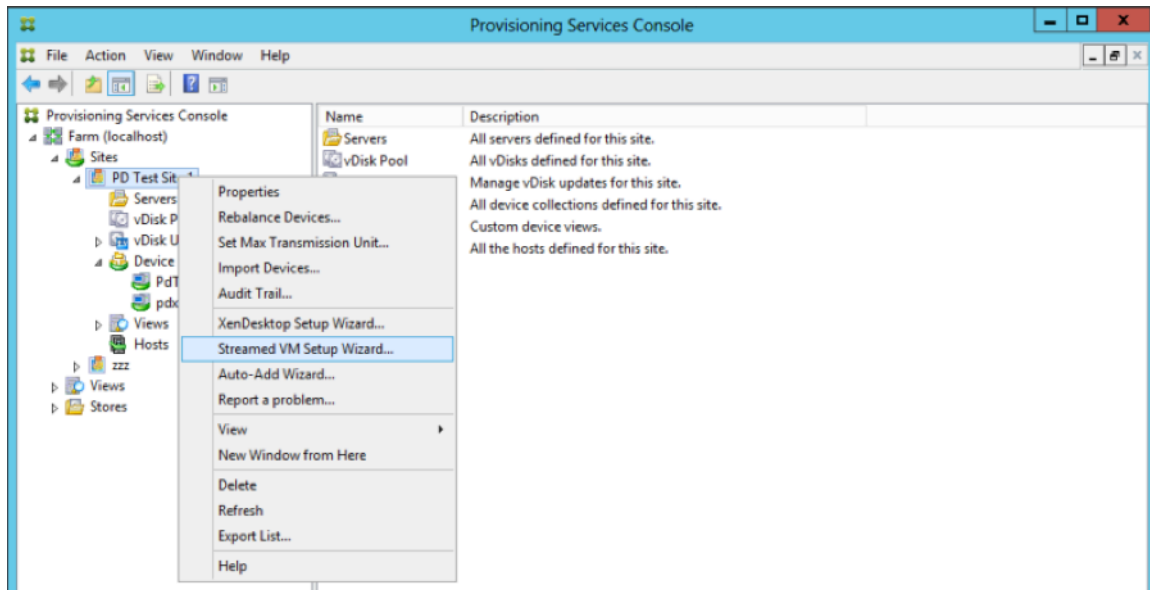 Provisioning Services Console
File Action View Window Help
Provisioning Services Console
Farm (localhost)
Sites
PD Test Sit
Servers
vDisk P
vDisk U
Device
PdT
pdx
Views
Hosts
zzz
Views
Stores
Name Description
Servers All servers defined for this site.
vDisk Pool All vDisks defined for this site.
Manage vDisk updates for this site.
All device collections defined for this site.
Custom device views.
All the hosts defined for this site.
Properties
Rebalance Devices...
Set Max Transmission Unit...
Import Devices...
Audit Trail...
XenDesktop Setup Wizard...
Streamed VM Setup Wizard...
Auto-Add Wizard...
Report a problem...
View
New Window from Here
Delete
Refresh
Export List...
Help